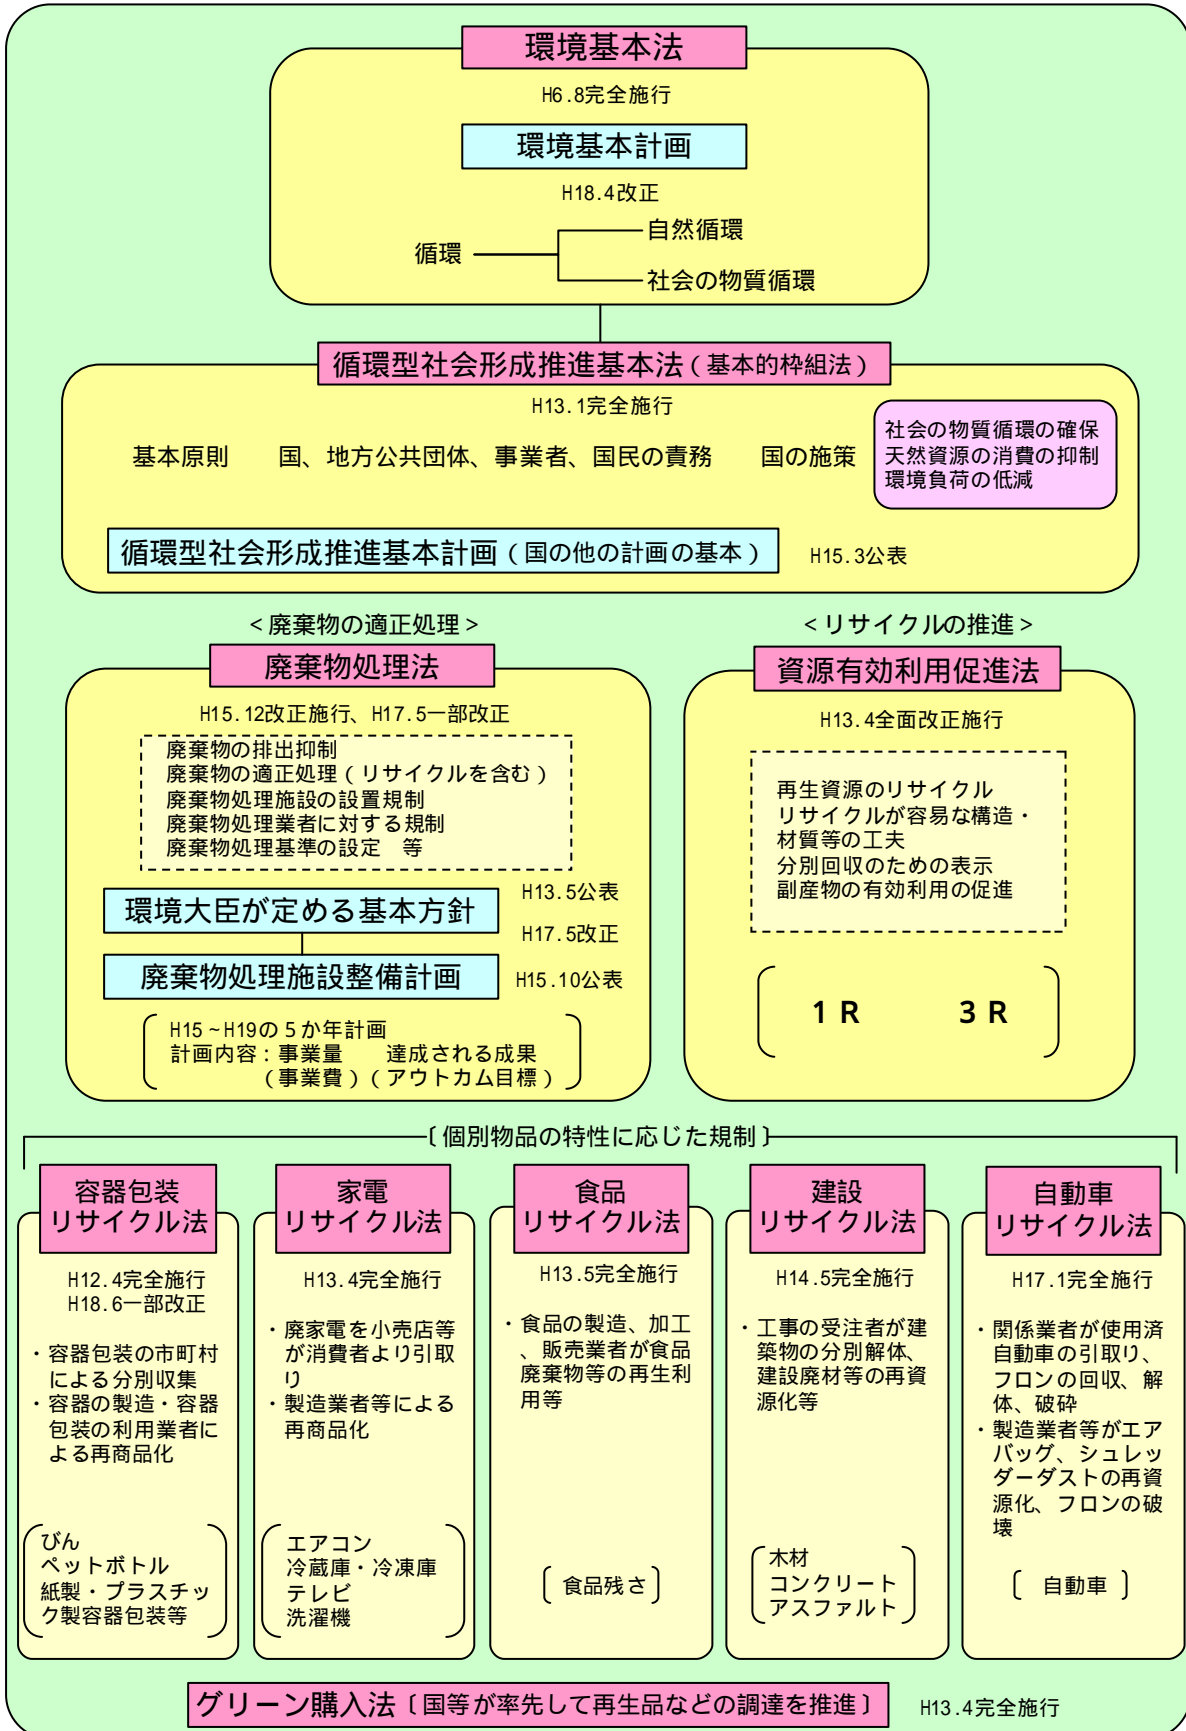 環境基本法
H6.8完全施行
環境基本計画
H18.4改正
循環
自然循環
社会の物質循環
循環型社会形成推進基本法（基本的枠組法）
H13.1完全施行
基本原則　国、地方公共団体、事業者、国民の責務　国の施策
社会の物質循環の確保
天然資源の消費の抑制
環境負荷の低減
循環型社会形成推進基本計画（国の他の計画の基本）
H15.3公表
<廃棄物の適正処理>
廃棄物処理法
H15.12改正施行、H17.5一部改正
廃棄物の排出抑制
廃棄物の適正処理（リサイクルを含む）
廃棄物処理施設の設置規制
廃棄物処理業者に対する規制
廃棄物処理基準の設定　等
環境大臣が定める基本方針
H13.5公表
H17.5改正
廃棄物処理施設整備計画
H15.10公表
H15~H19の５か年計画
計画内容：事業量　達成される成果
（事業費）（アウトカム目標）
<リサイクルの推進>
資源有効利用促進法
H13.4全面改正施行
再生資源のリサイクル
リサイクルが容易な構造・
材質等の工夫
分別回収のための表示
副産物の有効利用の促進
１Ｒ　３Ｒ
〔個別物品の特性に応じた規制〕
容器包装
リサイクル法
H12.4完全施行
H18.6一部改正
・容器包装の市町村
による分別収集
・容器の製造・容器
包装の利用業者に
よる再商品化
びん
ペットボトル
紙製・プラスチッ
ク製容器包装等
家電
リサイクル法
H13.4完全施行
・廃家電を小売店等
が消費者より引取
り
・製造業者等による
再商品化
エアコン
冷蔵庫・冷凍庫
テレビ
洗濯機
食品
リサイクル法
H13.5完全施行
・食品の製造、加工
、販売業者が食品
廃棄物等の再生利
用等
〔食品残さ〕
建設
リサイクル法
H14.5完全施行
・工事の受注者が建
築物の分別解体、
建設廃材等の再資
源化等
木材
コンクリート
アスファルト
自動車
リサイクル法
H17.1完全施行
・関係業者が使用済
自動車の引取り、
フロンの回収、解
体、破砕
・製造業者等がエア
バッグ、シュレッ
ダーダストの再資
源化、フロンの破
壊
〔自動車〕
グリーン購入法〔国等が率先して再生品などの調達を推進〕
H13.4完全施行